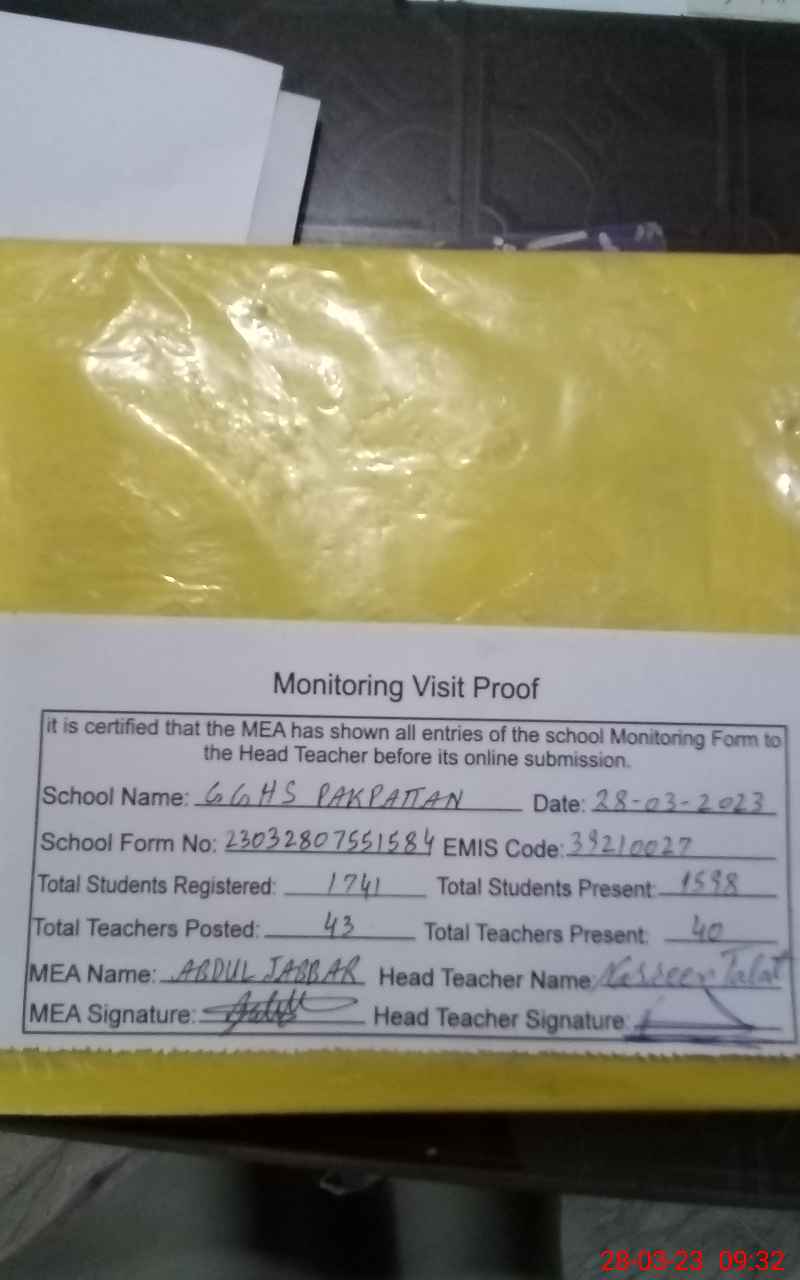 Monitoring Visit Proof
it is certified that the MEA has shown all entries of the school Monitoring Form to
the Head Teacher before its online submission.
School Name: GGHS PAKPATTAN Date: 28-03-2023
School Form No: 23032807551584 EMIS Code: 39210027
Total Students Registered: 1741 Total Students Present: 1598
Total Teachers Posted: 43 Total Teachers Present: 40
MEA Name: ABDUL JABBAR Head Teacher Name Talat
MEA Signature: Head Teacher Signature:
28-03-23 09:32